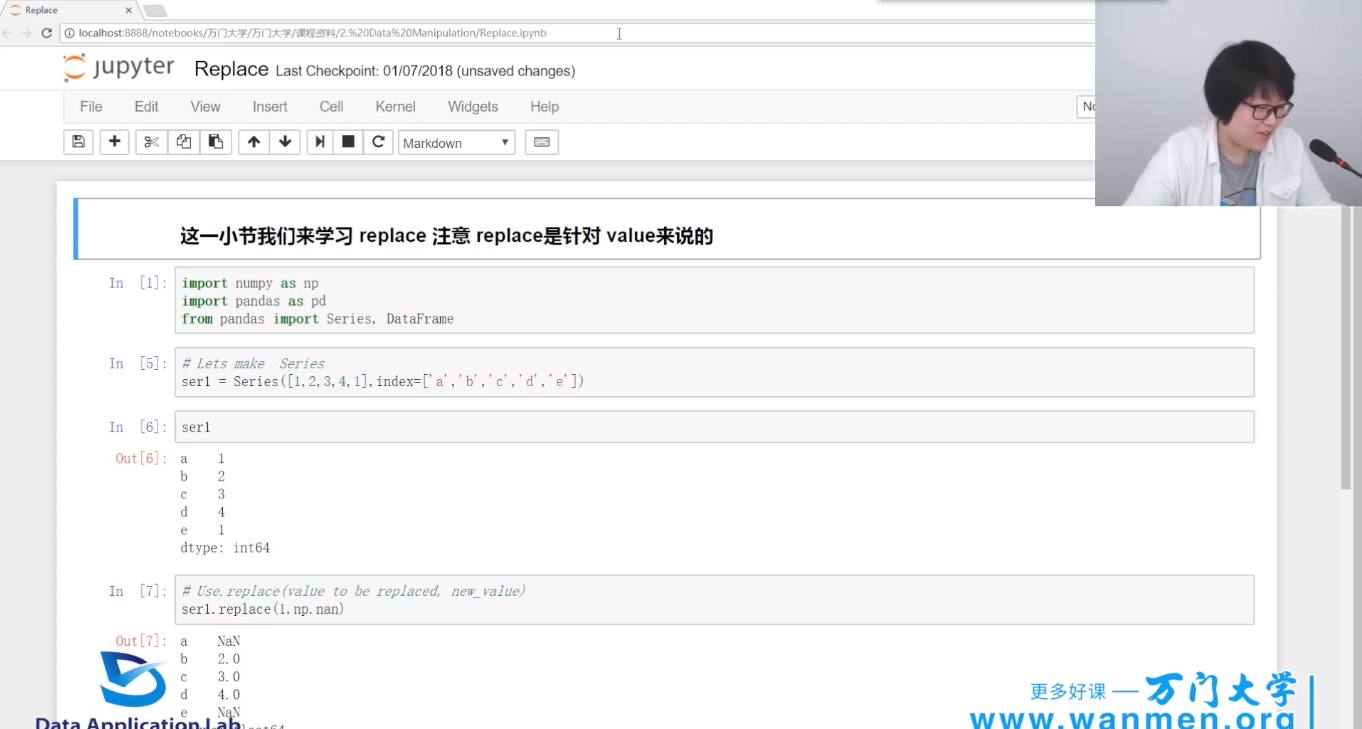 Replace
localhost:8888/notebooks/万门大学/万门大学/课程资料/2.%20Data%20Manipulation/Replace.ipynb
jupyter Replace Last Checkpoint: 01/07/2018 (unsaved changes)
File Edit View Insert Cell Kernel Widgets Help
Markdown
这一小节我们来学习 replace 注意 replace是针对 value来说的
In [1]: import numpy as np
import pandas as pd
from pandas import Series, DataFrame
In [5]: # Lets make  Series
ser1 = Series([1,2,3,4,1],index=['a','b','c','d','e'])
In [6]: ser1
Out[6]: a 1
b 2
c 3
d 4
e 1
dtype: int64
In [7]: # Use.replace(value to be replaced, new_value)
ser1.replace(1,np.nan)
Out[7]: a NaN
b 2.0
c 3.0
d 4.0
e NaN
Data Application Lab
更多好课 — 万门大学
www.wanmen.org